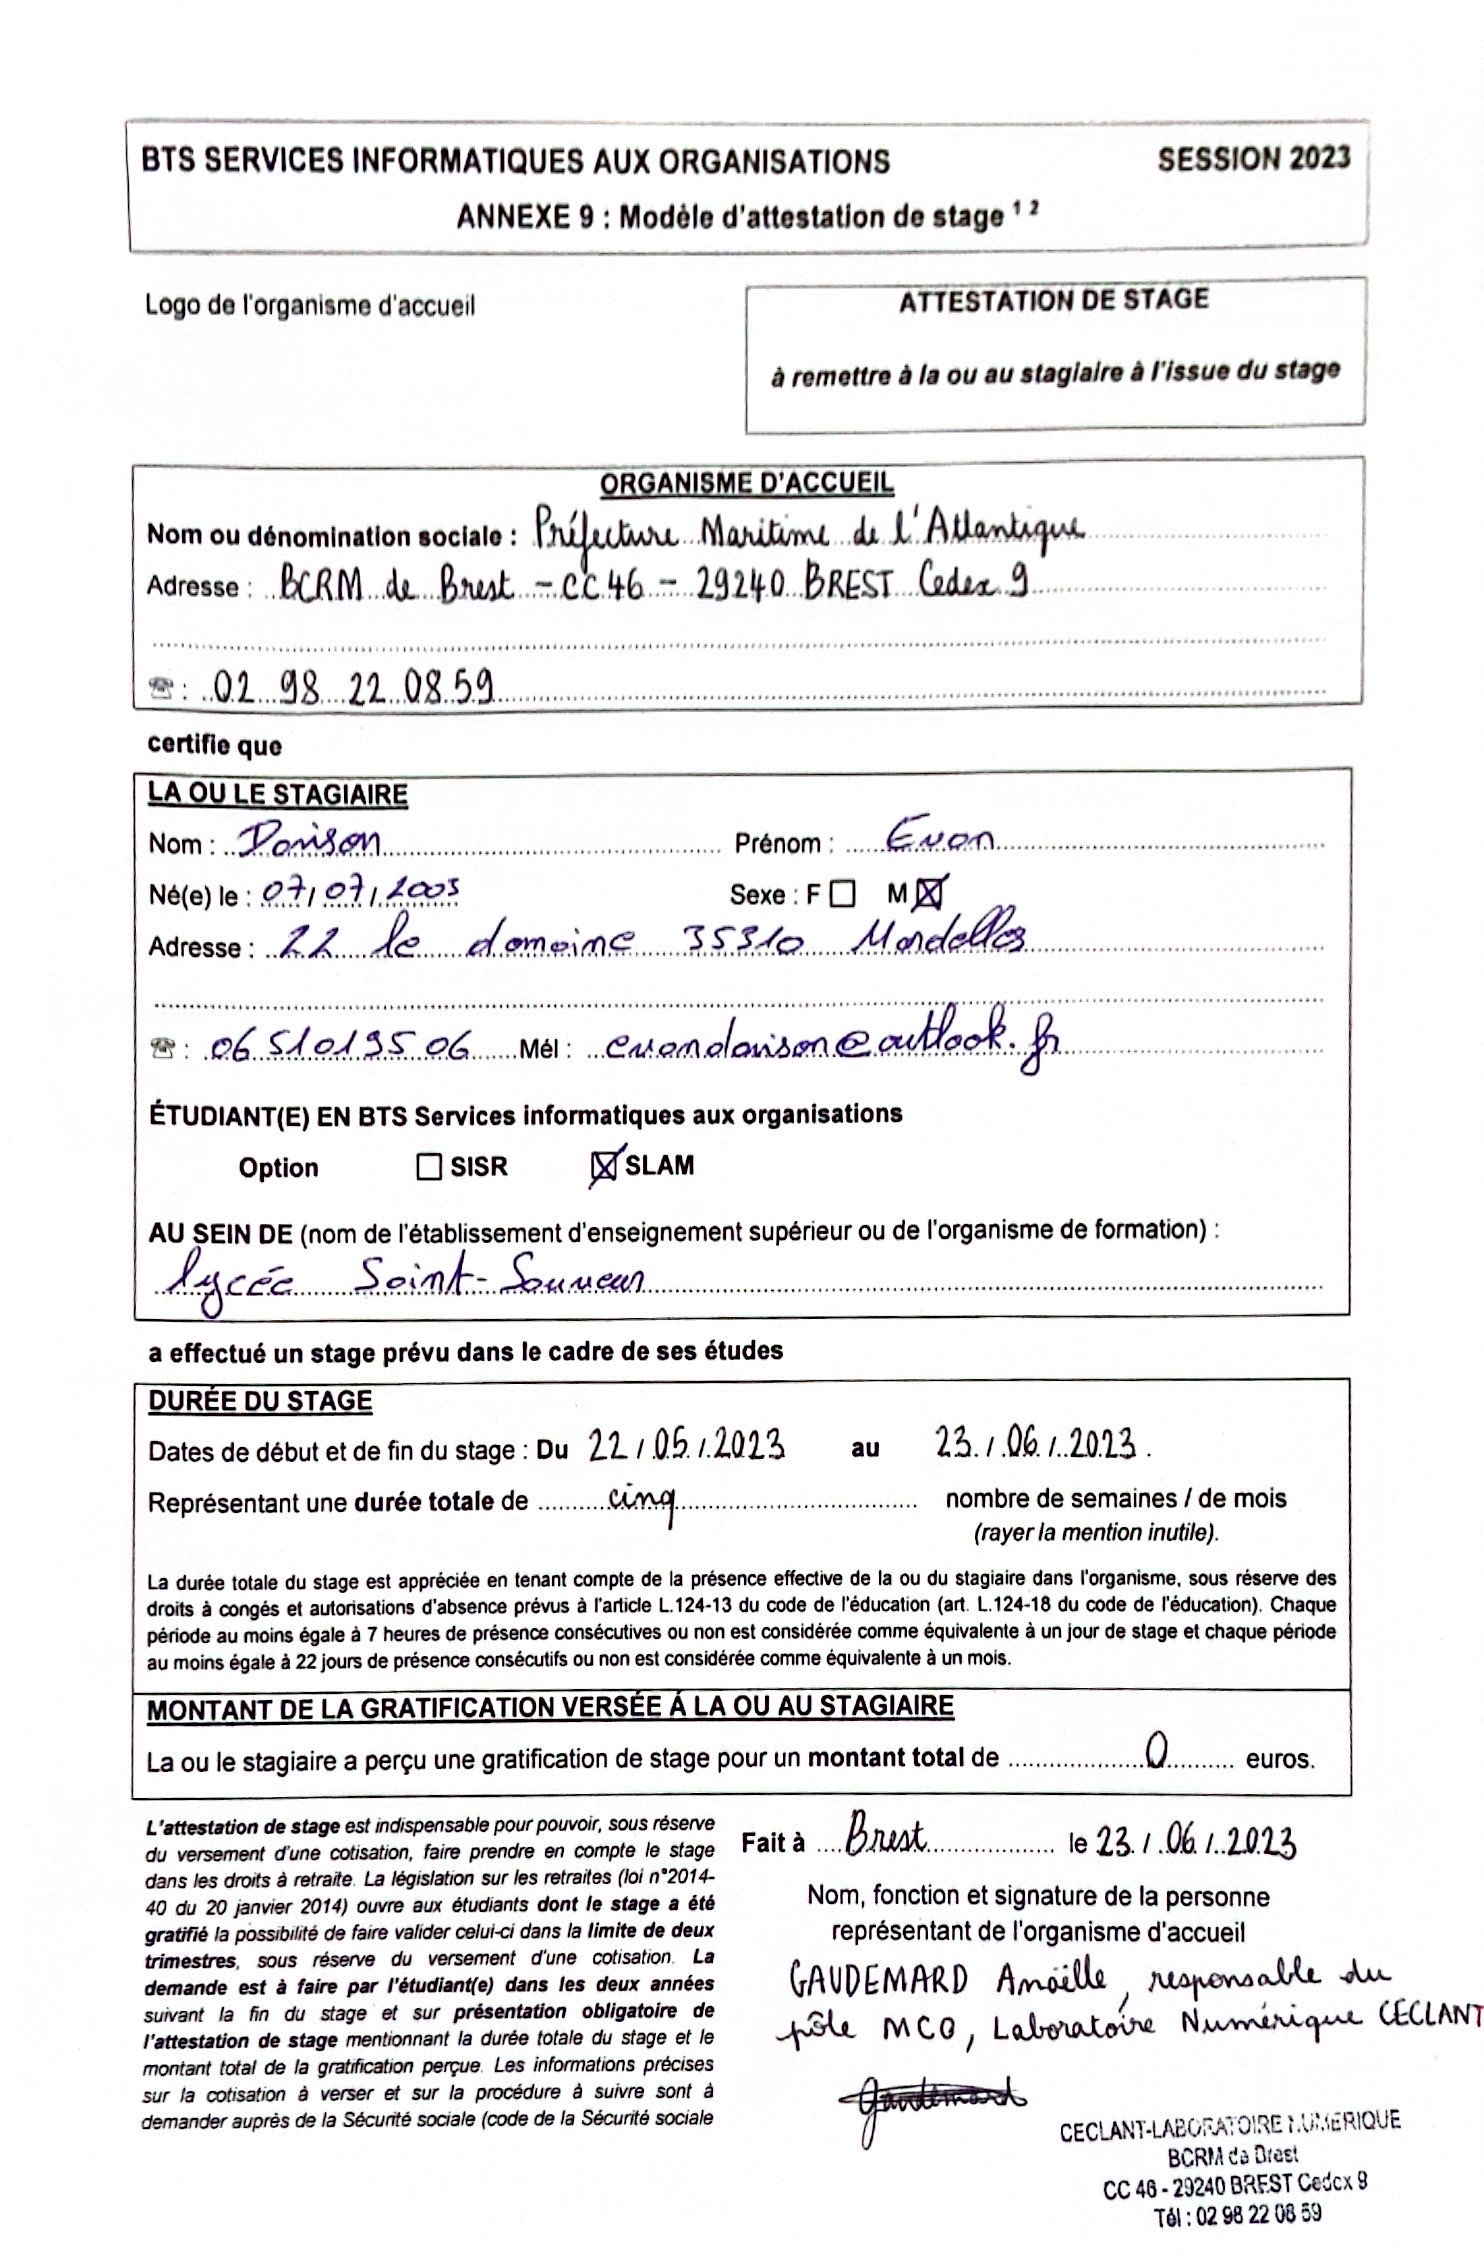 BTS SERVICES INFORMATIQUES AUX ORGANISATIONS SESSION 2023
ANNEXE 9 : Modèle d'attestation de stage ¹ ²
Logo de l'organisme d'accueil
ATTESTATION DE STAGE
à remettre à la ou au stagiaire à l'issue du stage
ORGANISME D'ACCUEIL
Nom ou dénomination sociale : Préfecture Maritime de l'Atlantique
Adresse : BCRM de Brest - CC 46 - 29240 BREST Cedex 9
☎ : 02 98 22 08 59
certifie que
LA OU LE STAGIAIRE
Nom : Davison Prénom : Evan
Né(e) le : 07/07/2003 Sexe : F ☐ M ☒
Adresse : 22 le domaine 35310 Mordelles
☎ : 06 51 01 95 06 Mél : evandavison@outlook.fr
ÉTUDIANT(E) EN BTS Services informatiques aux organisations
Option ☐ SISR ☒ SLAM
AU SEIN DE (nom de l'établissement d'enseignement supérieur ou de l'organisme de formation) :
lycée Saint-Sauveur
a effectué un stage prévu dans le cadre de ses études
DURÉE DU STAGE
Dates de début et de fin du stage : Du 22/05/2023 au 23/06/2023.
Représentant une durée totale de cinq nombre de semaines / de mois
(rayer la mention inutile).
La durée totale du stage est appréciée en tenant compte de la présence effective de la ou du stagiaire dans l'organisme, sous réserve des
droits à congés et autorisations d'absence prévus à l'article L.124-13 du code de l'éducation (art. L.124-18 du code de l'éducation). Chaque
période au moins égale à 7 heures de présence consécutives ou non est considérée comme équivalente à un jour de stage et chaque période
au moins égale à 22 jours de présence consécutifs ou non est considérée comme équivalente à un mois.
MONTANT DE LA GRATIFICATION VERSÉE À LA OU AU STAGIAIRE
La ou le stagiaire a perçu une gratification de stage pour un montant total de 0 euros.
L'attestation de stage est indispensable pour pouvoir, sous réserve
du versement d'une cotisation, faire prendre en compte le stage
dans les droits à retraite. La législation sur les retraites (loi n°2014-
40 du 20 janvier 2014) ouvre aux étudiants dont le stage a été
gratifié la possibilité de faire valider celui-ci dans la limite de deux
trimestres, sous réserve du versement d'une cotisation. La
demande est à faire par l'étudiant(e) dans les deux années
suivant la fin du stage et sur présentation obligatoire de
l'attestation de stage mentionnant la durée totale du stage et le
montant total de la gratification perçue. Les informations précises
sur la cotisation à verser et sur la procédure à suivre sont à
demander auprès de la Sécurité sociale (code de la Sécurité sociale
Fait à Brest le 23/06/2023
Nom, fonction et signature de la personne
représentant de l'organisme d'accueil
GAUDEMARD Anaëlle, responsable du
pôle MCO, Laboratoire Numérique CECLANT
Gaudemard
CECLANT-LABORATOIRE NUMERIQUE
BCRM de Brest
CC 46 - 29240 BREST Cedex 9
Tél : 02 98 22 08 59